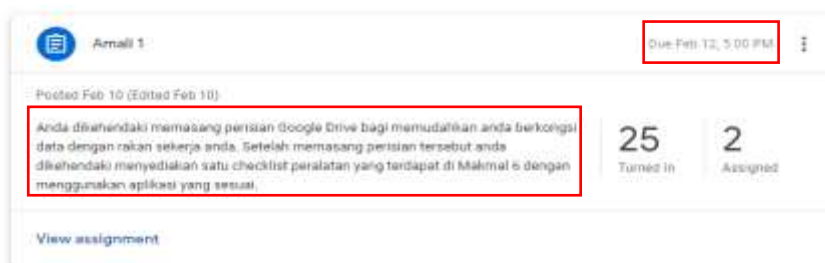 Amali 1
Due Feb 12, 5:00 PM
Posted Feb 10 (Edited Feb 10)
Anda dikehendaki memasang perisian Google Drive bagi memudahkan anda berkongsi
data dengan rakan sekerja anda. Setelah memasang perisian tersebut anda
dikehendaki menyediakan satu checklist peralatan yang terdapat di Makmal 6 dengan
menggunakan aplikasi yang sesuai.
25
Turned in
2
Assigned
View assignment